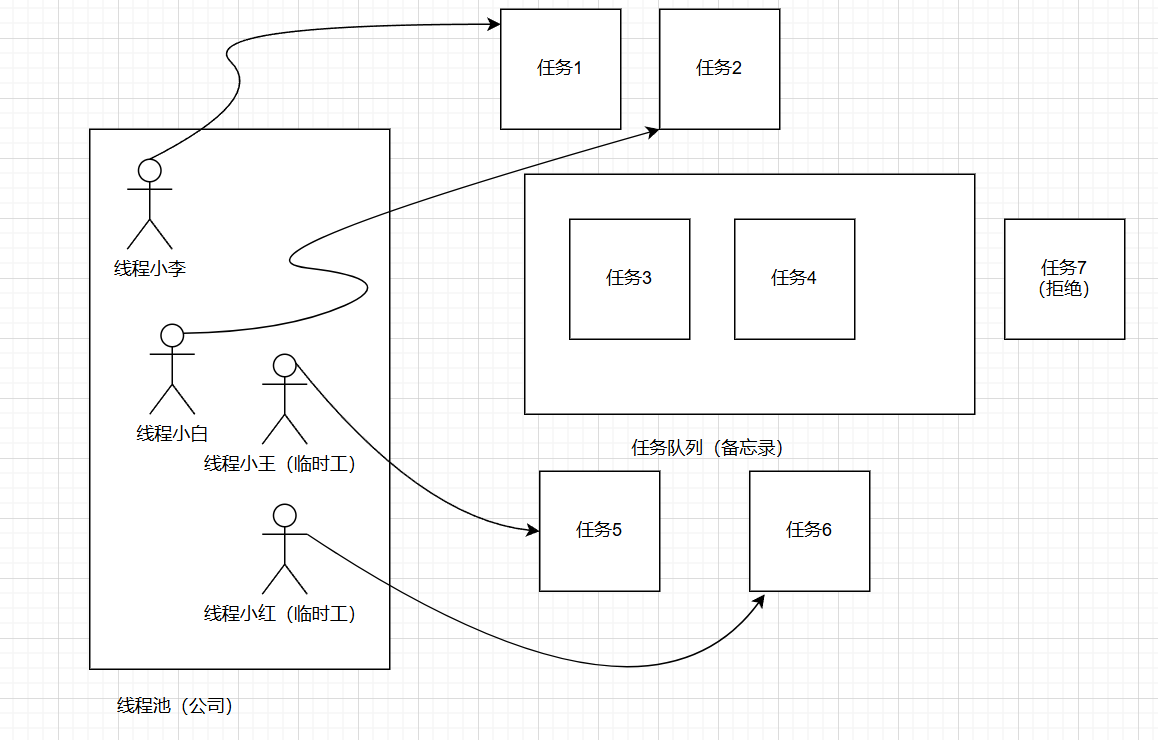 任务1
任务2
线程小李
任务3
任务4
任务7
（拒绝）
线程小白
任务队列（备忘录）
线程小王（临时工）
任务5
任务6
线程小红（临时工）
线程池（公司）